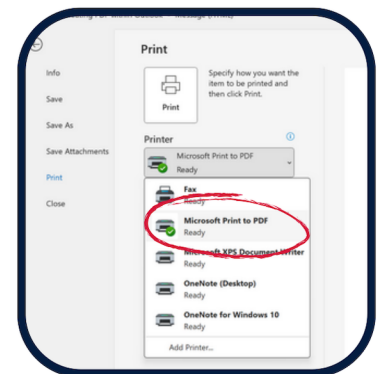 Print
Info
Save
Save As
Save Attachments
Print
Close
Print
Specify how you want the
item to be printed and
then click Print.
Printer
Microsoft Print to PDF
Ready
Fax
Ready
Microsoft Print to PDF
Ready
Microsoft XPS Document Writer
Ready
OneNote (Desktop)
Ready
OneNote for Windows 10
Ready
Add Printer...